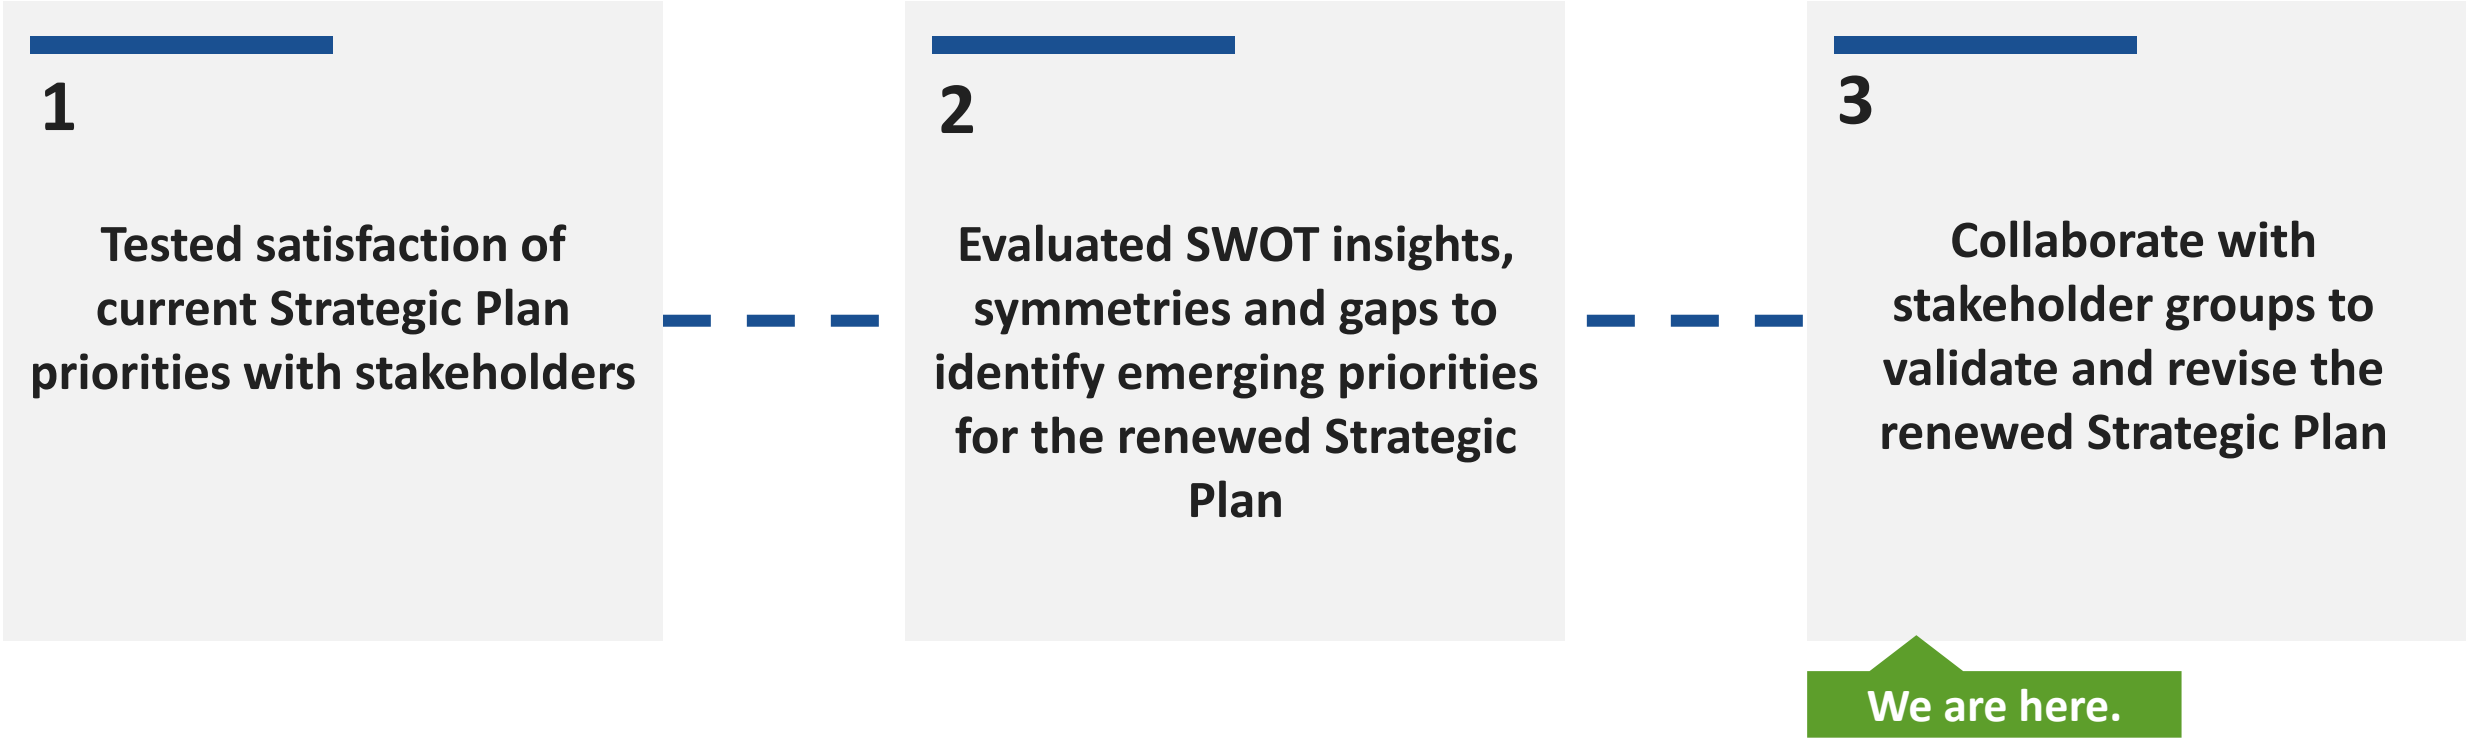 1
Tested satisfaction of
current Strategic Plan
priorities with stakeholders
2
Evaluated SWOT insights,
symmetries and gaps to
identify emerging priorities
for the renewed Strategic
Plan
3
Collaborate with
stakeholder groups to
validate and revise the
renewed Strategic Plan
We are here.